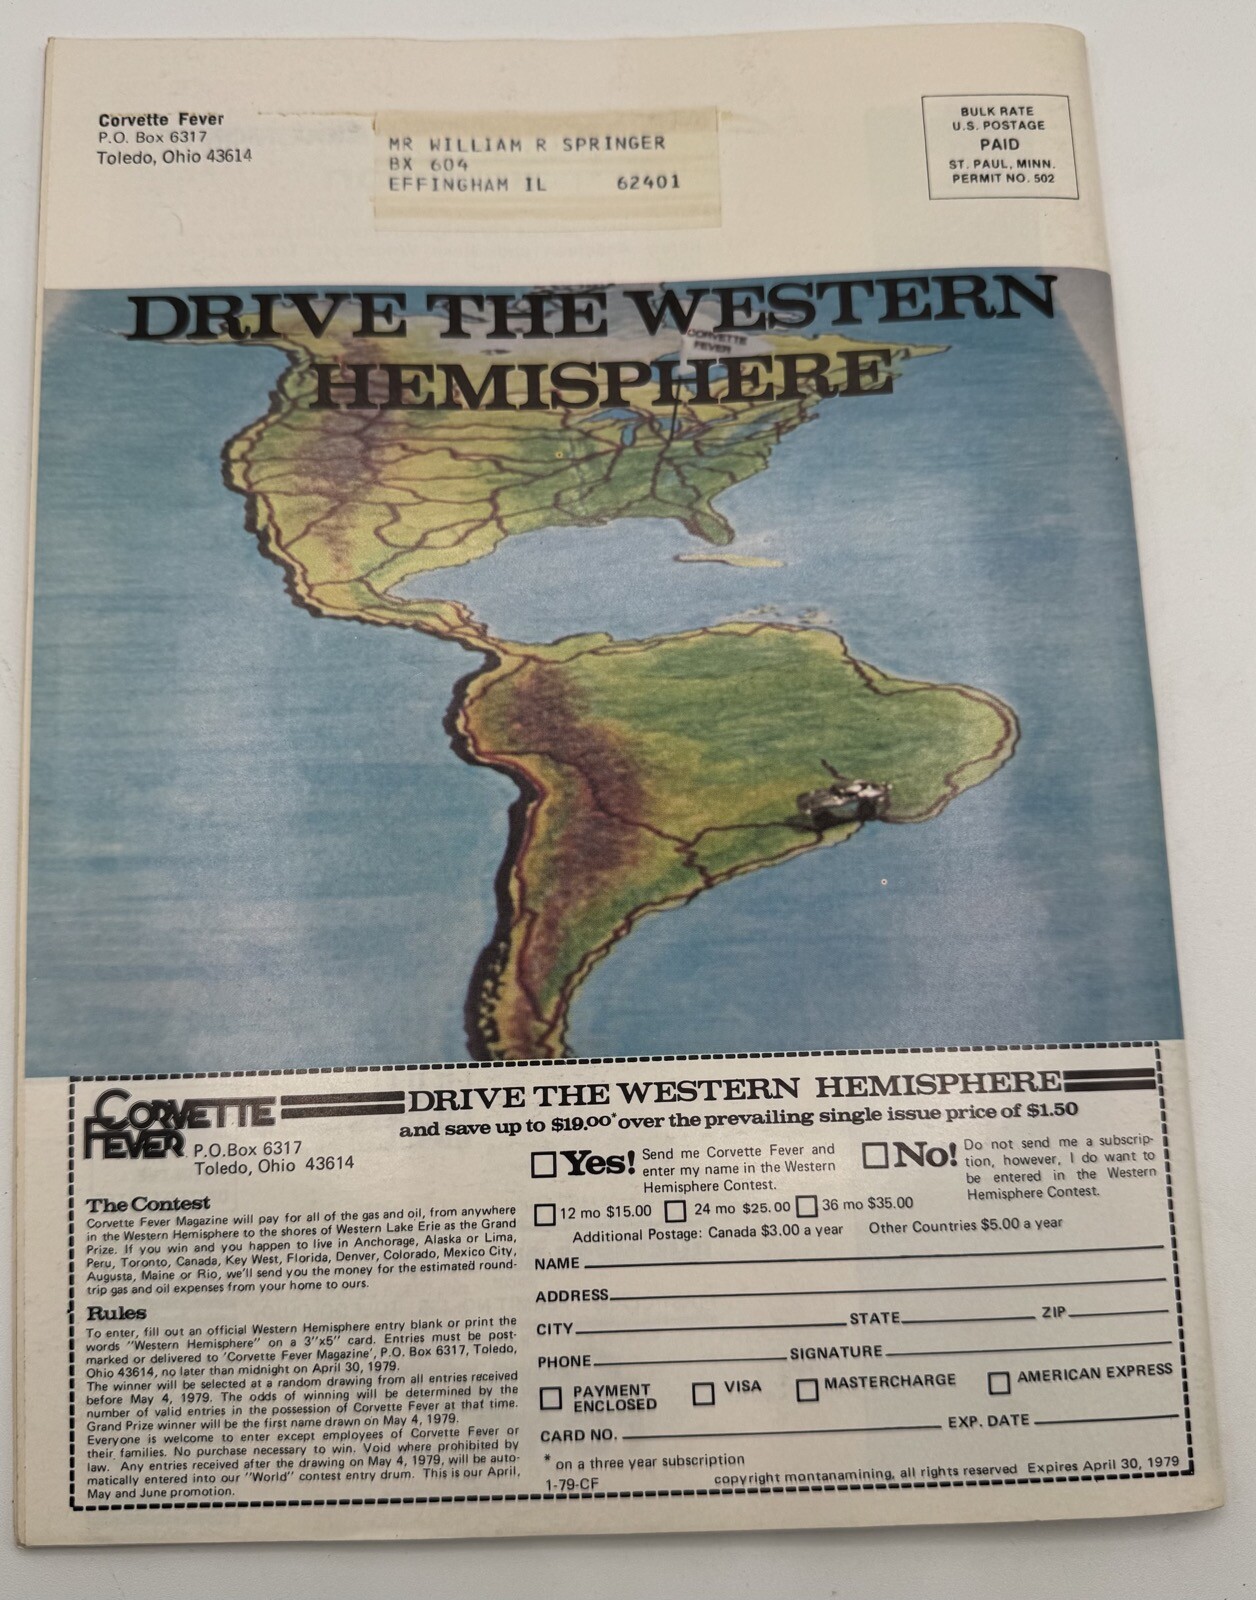 Corvette Fever
P.O. Box 6317
Toledo, Ohio 43614
MR WILLIAM R SPRINGER
BX 604
EFFINGHAM IL 62401
BULK RATE
U.S. POSTAGE
PAID
ST. PAUL, MINN.
PERMIT NO. 502
DRIVE THE WESTERN
HEMISPHERE
CORVETTE
FEVER
CORVETTE
FEVER
P.O.Box 6317
Toledo, Ohio 43614
DRIVE THE WESTERN HEMISPHERE
and save up to $19.00* over the prevailing single issue price of $1.50
The Contest
Corvette Fever Magazine will pay for all of the gas and oil, from anywhere
in the Western Hemisphere to the shores of Western Lake Erie as the Grand
Prize. If you win and you happen to live in Anchorage, Alaska or Lima,
Peru, Toronto, Canada, Key West, Florida, Denver, Colorado, Mexico City,
Augusta, Maine or Rio, we'll send you the money for the estimated round-
trip gas and oil expenses from your home to ours.
Rules
To enter, fill out an official Western Hemisphere entry blank or print the
words "Western Hemisphere" on a 3"x5" card. Entries must be post-
marked or delivered to 'Corvette Fever Magazine', P.O. Box 6317, Toledo,
Ohio 43614, no later than midnight on April 30, 1979.
The winner will be selected at a random drawing from all entries received
before May 4, 1979. The odds of winning will be determined by the
number of valid entries in the possession of Corvette Fever at that time.
Grand Prize winner will be the first name drawn on May 4, 1979.
Everyone is welcome to enter except employees of Corvette Fever or
their families. No purchase necessary to win. Void where prohibited by
law. Any entries received after the drawing on May 4, 1979, will be auto-
matically entered into our "World" contest entry drum. This is our April,
May and June promotion.
Yes! Send me Corvette Fever and
enter my name in the Western
Hemisphere Contest.
No! Do not send me a subscrip-
tion, however, I do want to
be entered in the Western
Hemisphere Contest.
12 mo $15.00 24 mo $25.00 36 mo $35.00
Additional Postage: Canada $3.00 a year Other Countries $5.00 a year
NAME
ADDRESS
CITY STATE ZIP
PHONE SIGNATURE
PAYMENT
ENCLOSED
VISA MASTERCHARGE AMERICAN EXPRESS
CARD NO. EXP. DATE
* on a three year subscription
1-79-CF
copyright montanamining, all rights reserved Expires April 30, 1979